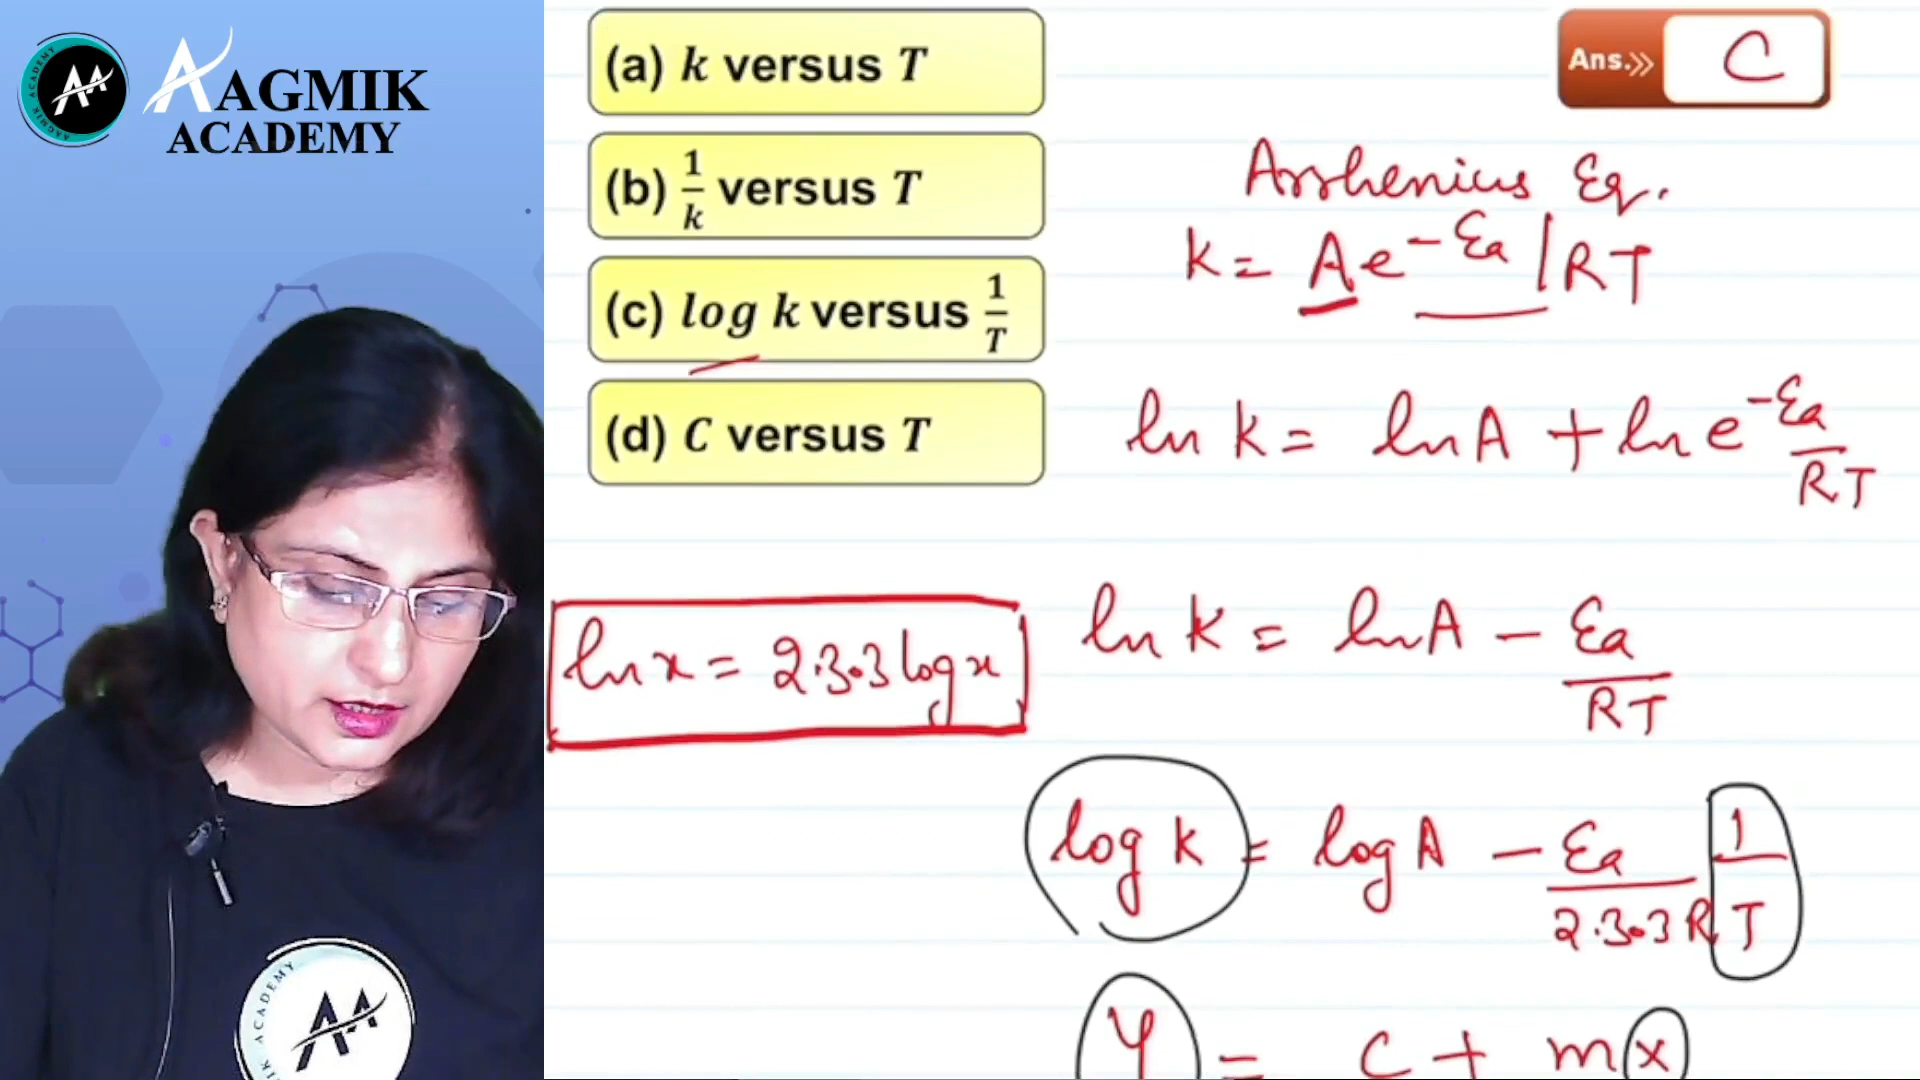 AAGMIK
ACADEMY
(a) k versus T
(b) 1/k versus T
(c) log k versus 1/T
(d) C versus T
Ans.>> C
Arrhenius Eq.
k = Ae^-Ea/RT
ln k = ln A + ln e^-Ea/RT
ln x = 2.303 log x
ln k = ln A - Ea/RT
log k = log A - Ea/2.303R 1/T
y = c + mx